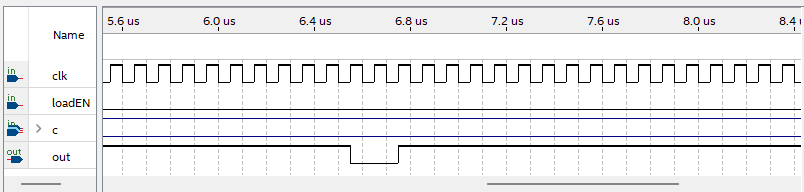 5.6 us 6.0 us 6.4 us 6.8 us 7.2 us 7.6 us 8.0 us 8.4
Name
in clk
in loadEN
in c
out out